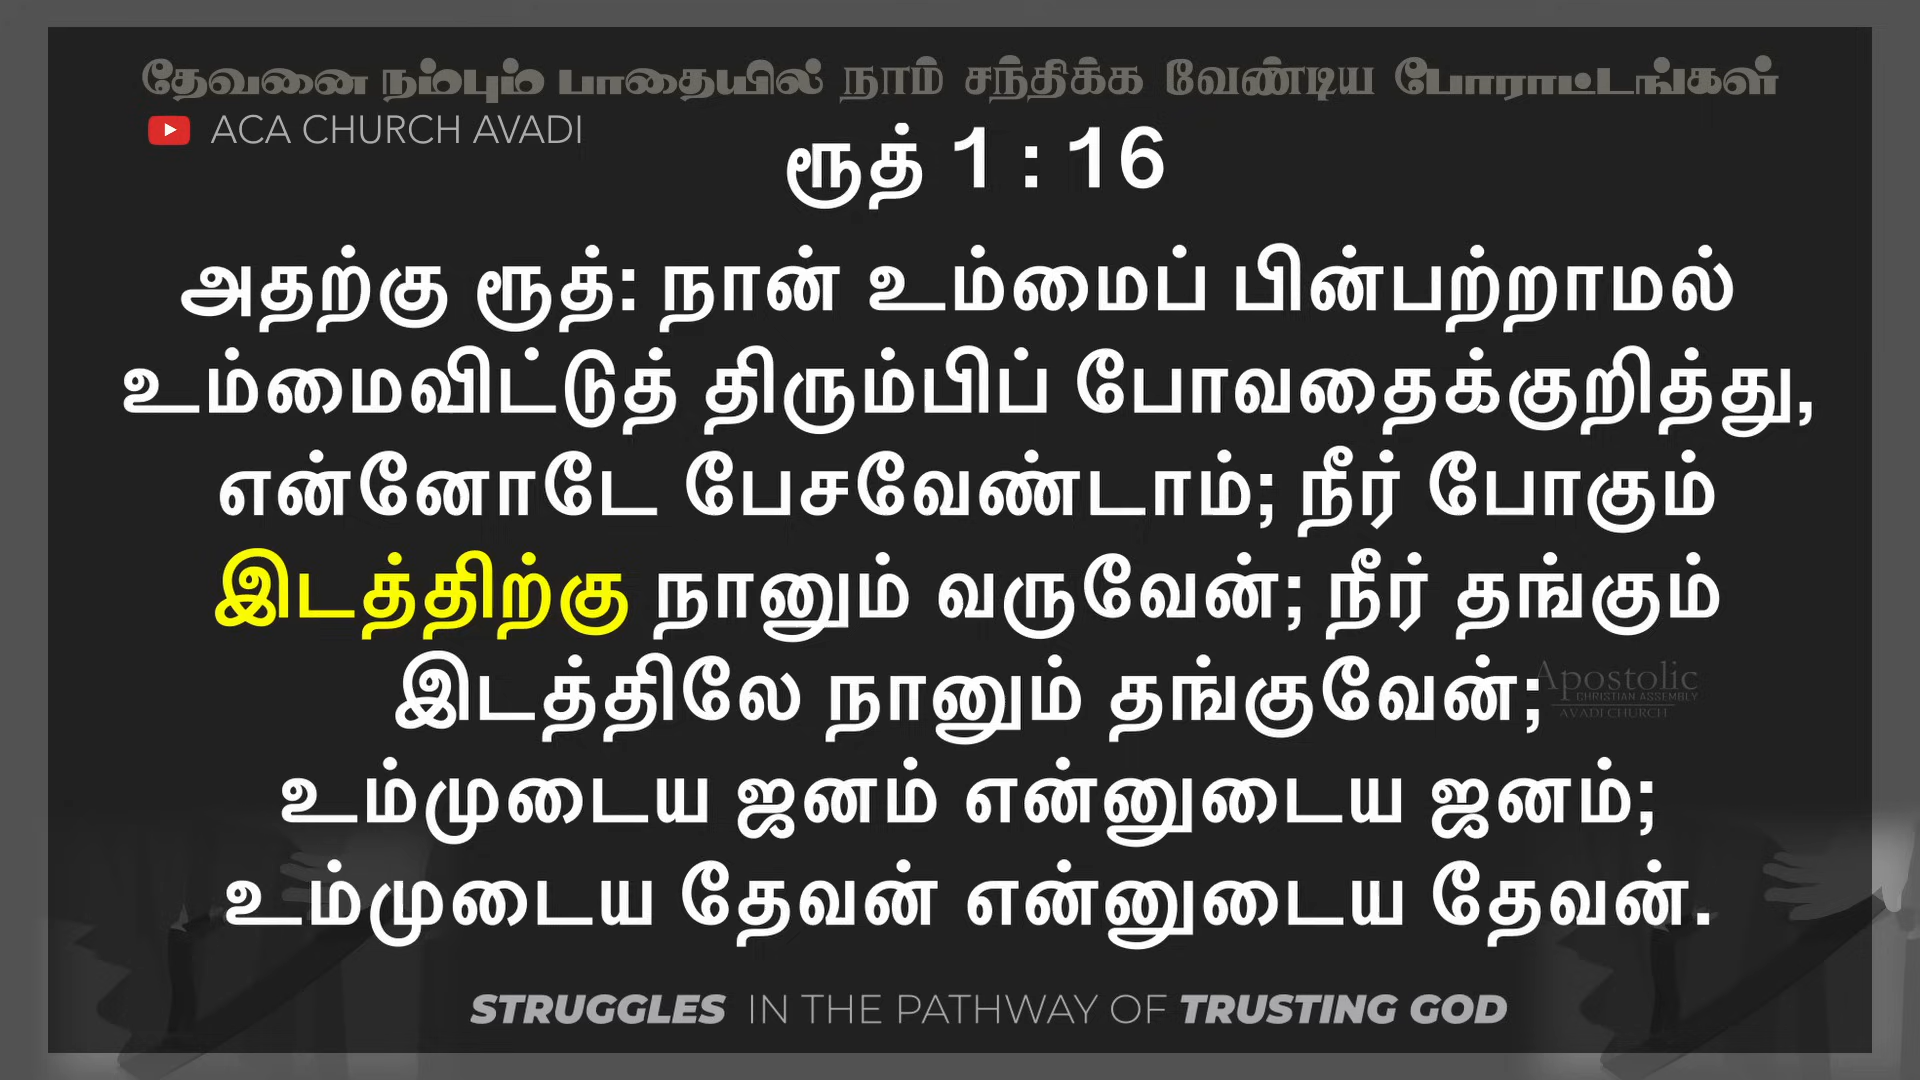 தேவனை நம்பும் பாதையில் நாம் சந்திக்க வேண்டிய போராட்டங்கள்
ACA CHURCH AVADI
ரூத் 1 : 16
அதற்கு ரூத்: நான் உம்மைப் பின்பற்றாமல்
உம்மைவிட்டுத் திரும்பிப் போவதைக்குறித்து,
என்னோடே பேசவேண்டாம்; நீர் போகும்
இடத்திற்கு நானும் வருவேன்; நீர் தங்கும்
இடத்திலே நானும் தங்குவேன்;
Apostolic
CHRISTIAN ASSEMBLY
AVADI CHURCH
உம்முடைய ஜனம் என்னுடைய ஜனம்;
உம்முடைய தேவன் என்னுடைய தேவன்.
STRUGGLES IN THE PATHWAY OF TRUSTING GOD